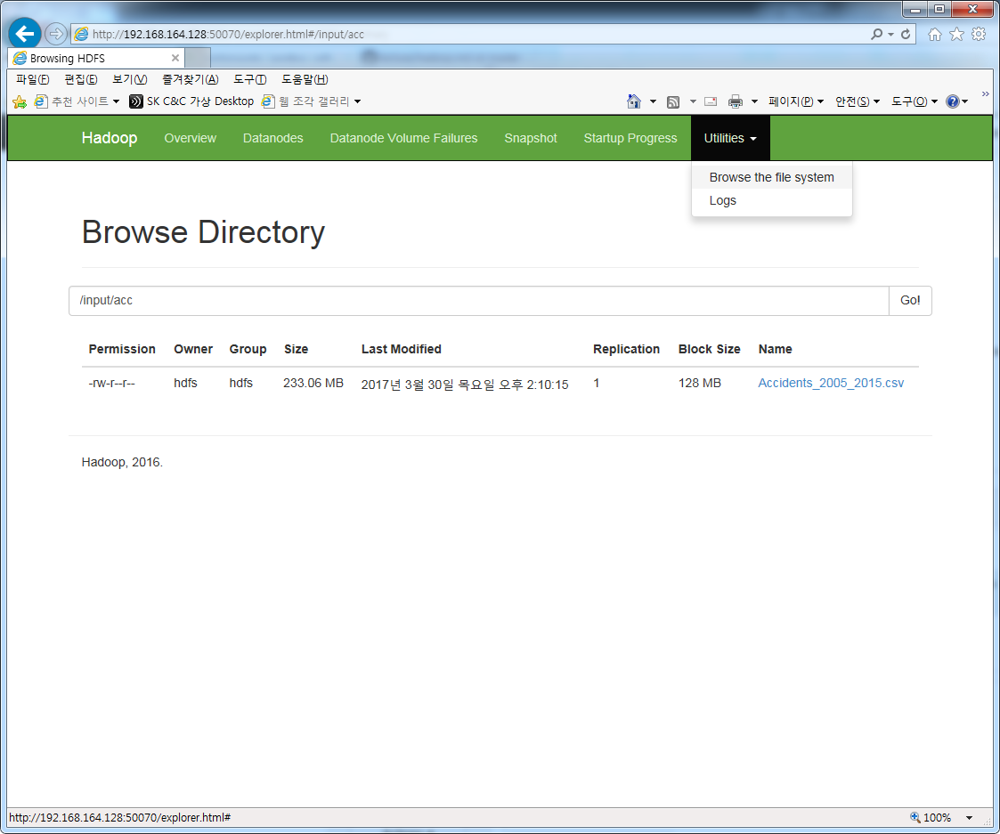 http://192.168.164.128:50070/explorer.html#/input/acc
Browsing HDFS
파일(F) 편집(E) 보기(V) 즐겨찾기(A) 도구(T) 도움말(H)
추천 사이트 SK C&C 가상 Desktop 웹 조각 갤러리 페이지(P) 안전(S) 도구(O)
Hadoop Overview Datanodes Datanode Volume Failures Snapshot Startup Progress Utilities
Browse the file system
Logs
Browse Directory
/input/acc Go!
Permission Owner Group Size Last Modified Replication Block Size Name
-rw-r--r-- hdfs hdfs 233.06 MB 2017년 3월 30일 목요일 오후 2:10:15 1 128 MB Accidents_2005_2015.csv
Hadoop, 2016.
http://192.168.164.128:50070/explorer.html# 100%